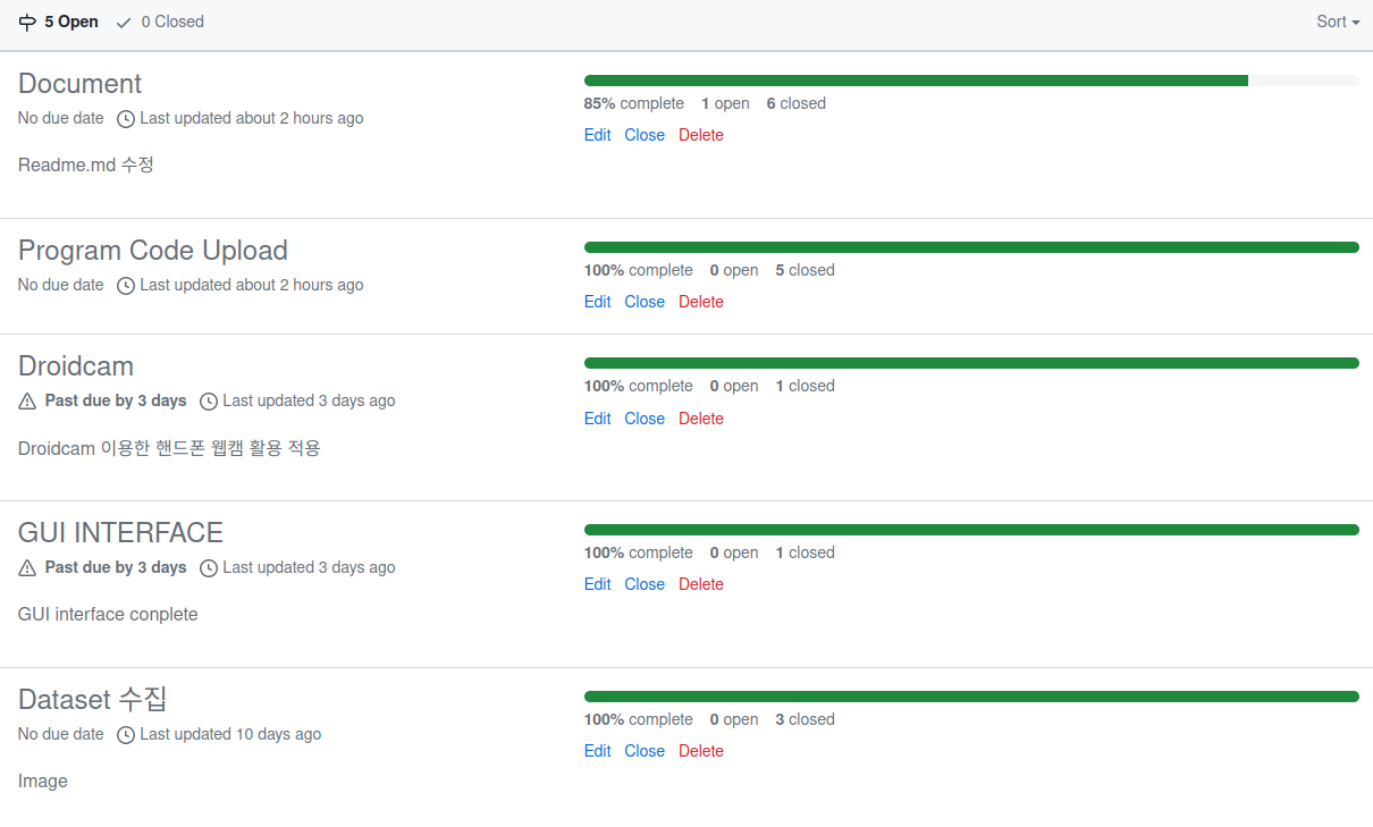 5 Open 0 Closed Sort
Document
No due date Last updated about 2 hours ago
Readme.md 수정
85% complete 1 open 6 closed
Edit Close Delete
Program Code Upload
No due date Last updated about 2 hours ago
100% complete 0 open 5 closed
Edit Close Delete
Droidcam
Past due by 3 days Last updated 3 days ago
Droidcam 이용한 핸드폰 웹캠 활용 적용
100% complete 0 open 1 closed
Edit Close Delete
GUI INTERFACE
Past due by 3 days Last updated 3 days ago
GUI interface conplete
100% complete 0 open 1 closed
Edit Close Delete
Dataset 수집
No due date Last updated 10 days ago
Image
100% complete 0 open 3 closed
Edit Close Delete